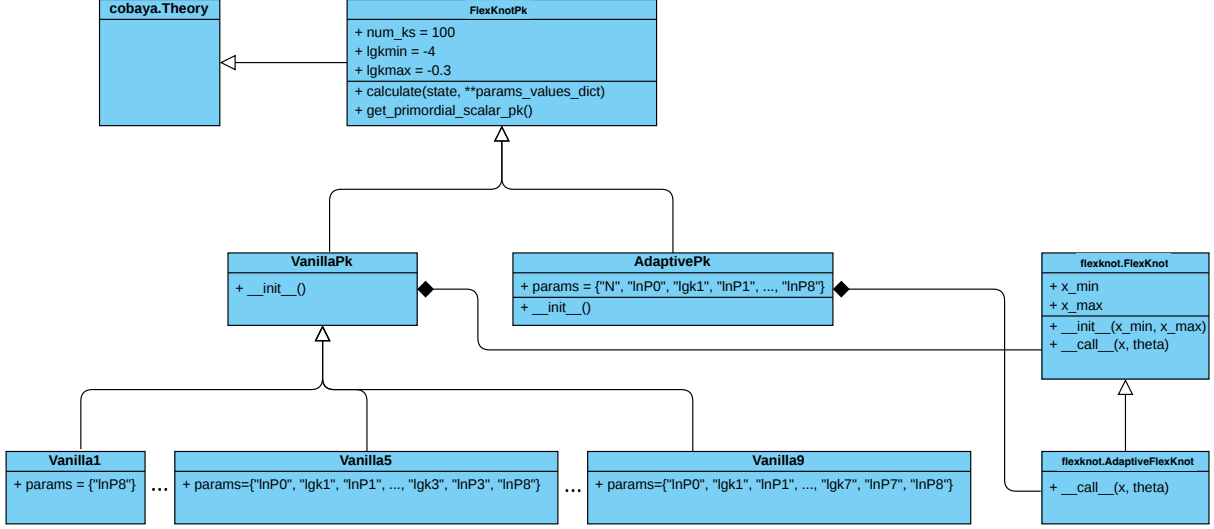 cobaya.Theory
FlexKnotPk
+ num_ks = 100
+ lgkmin = -4
+ lgkmax = -0.3
+ calculate(state, **params_values_dict)
+ get_primordial_scalar_pk()
VanillaPk
+ __init__()
AdaptivePk
+ params = {"N", "lnP0", "lgk1", "lnP1", ..., "lnP8"}
+ __init__()
flexknot.FlexKnot
+ x_min
+ x_max
+ __init__(x_min, x_max)
+ __call__(x, theta)
Vanilla1
+ params = {"lnP8"}
...
Vanilla5
+ params={"lnP0", "lgk1", "lnP1", ..., "lgk3", "lnP3", "lnP8"}
...
Vanilla9
+ params={"lnP0", "lgk1", "lnP1", ..., "lgk7", "lnP7", "lnP8"}
flexknot.AdaptiveFlexKnot
+ __call__(x, theta)